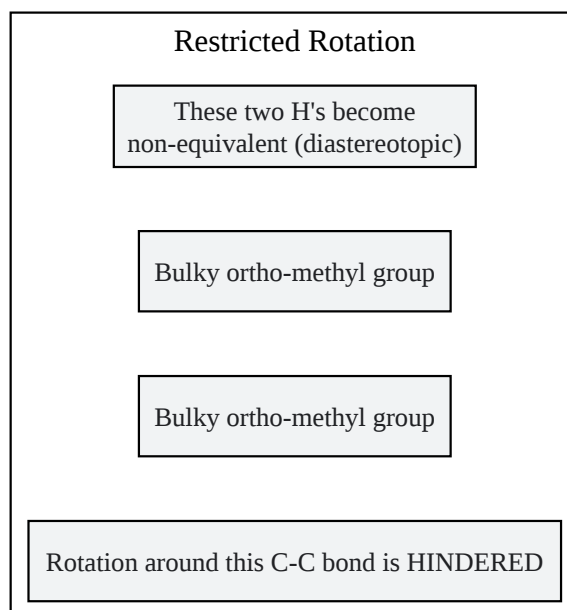 Restricted Rotation
These two H's become
non-equivalent (diastereotopic)
Bulky ortho-methyl group
Bulky ortho-methyl group
Rotation around this C-C bond is HINDERED